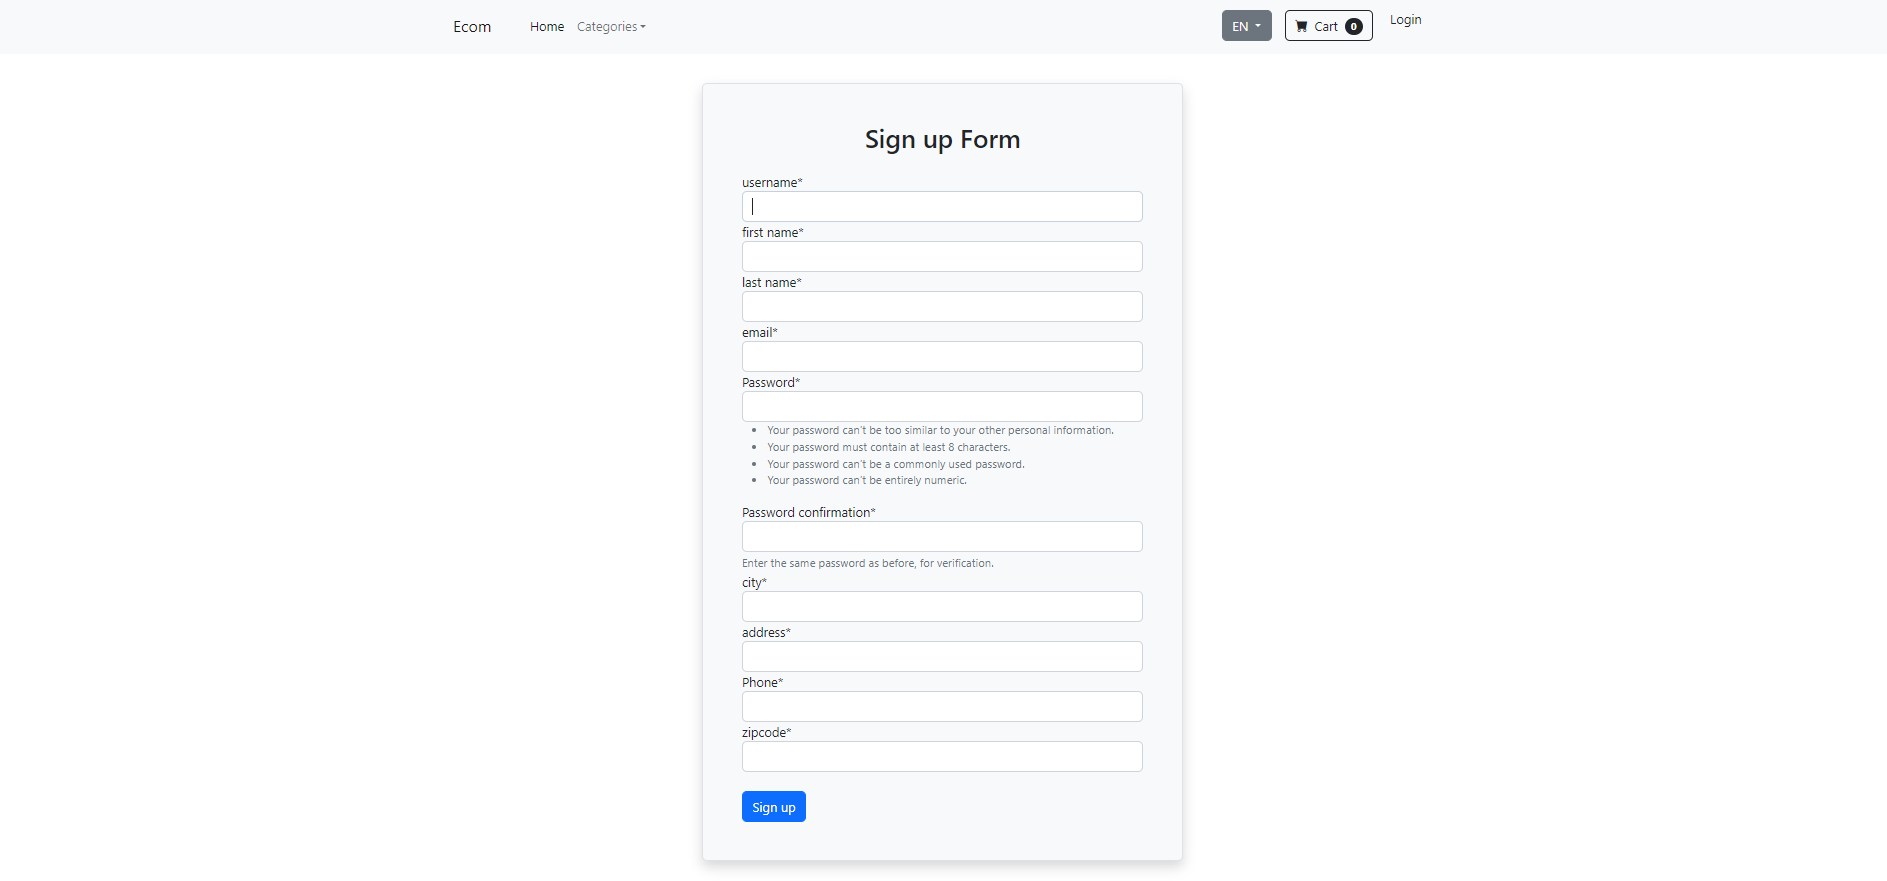 Ecom Home Categories EN Cart 0 Login
Sign up Form
username*
first name*
last name*
email*
Password*
Your password can't be too similar to your other personal information.
Your password must contain at least 8 characters.
Your password can't be a commonly used password.
Your password can't be entirely numeric.
Password confirmation*
Enter the same password as before, for verification.
city*
address*
Phone*
zipcode*
Sign up